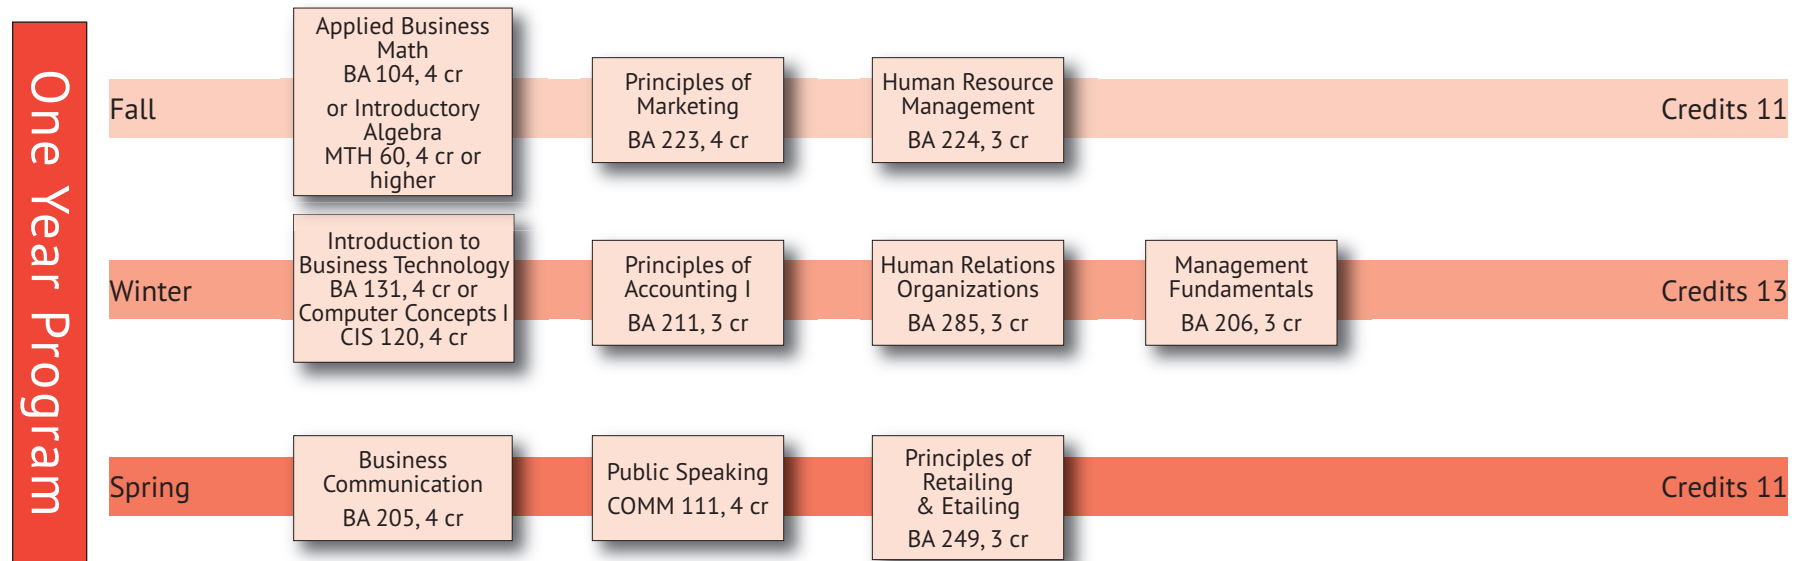 One Year Program
Fall
Applied Business
Math
BA 104, 4 cr
or Introductory
Algebra
MTH 60, 4 cr or
higher
Principles of
Marketing
BA 223, 4 cr
Human Resource
Management
BA 224, 3 cr
Credits 11
Winter
Introduction to
Business Technology
BA 131, 4 cr or
Computer Concepts I
CIS 120, 4 cr
Principles of
Accounting I
BA 211, 3 cr
Human Relations
Organizations
BA 285, 3 cr
Management
Fundamentals
BA 206, 3 cr
Credits 13
Spring
Business
Communication
BA 205, 4 cr
Public Speaking
COMM 111, 4 cr
Principles of
Retailing
& Etailing
BA 249, 3 cr
Credits 11